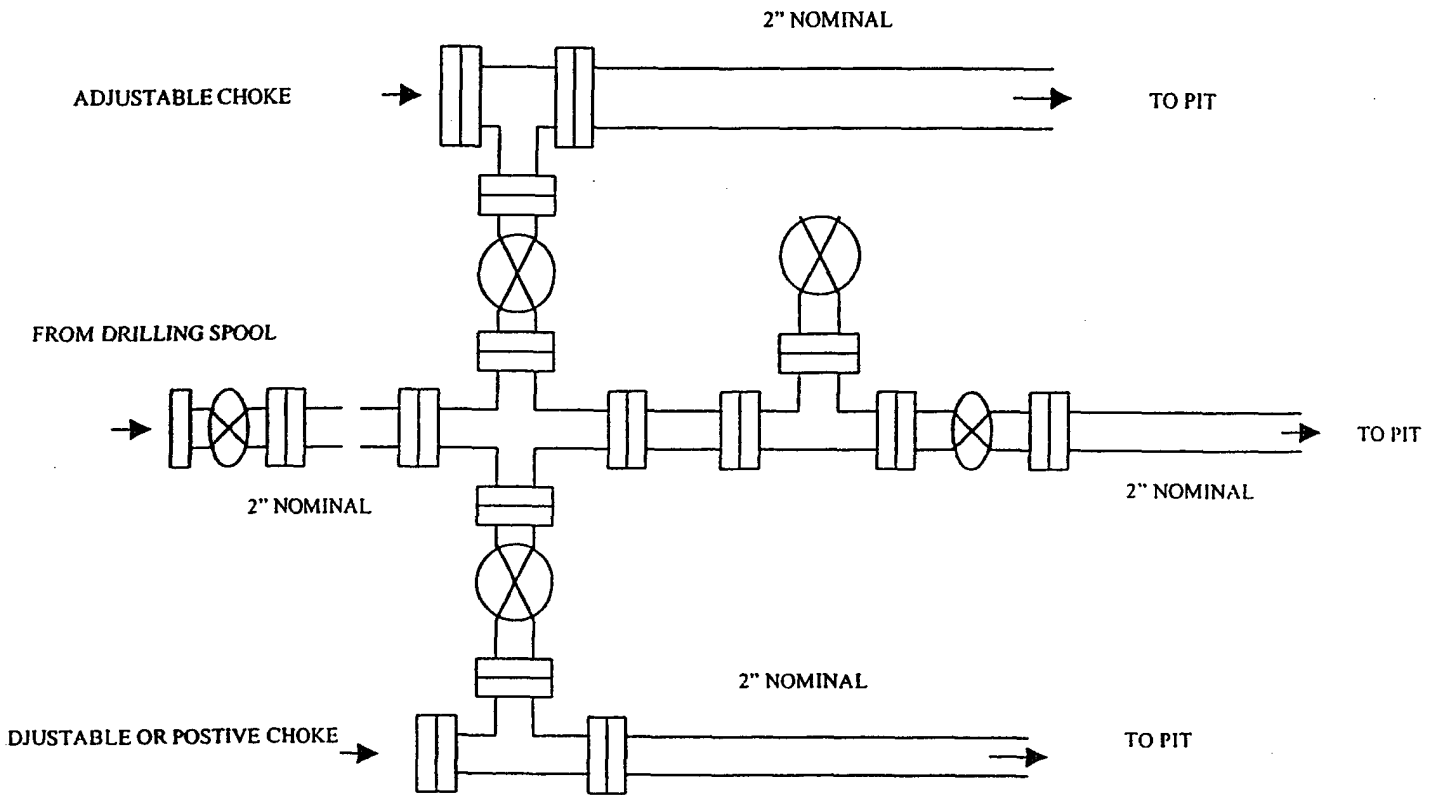 2” NOMINAL
ADJUSTABLE CHOKE
TO PIT
FROM DRILLING SPOOL
TO PIT
2” NOMINAL
2” NOMINAL
2” NOMINAL
DJUSTABLE OR POSTIVE CHOKE
TO PIT